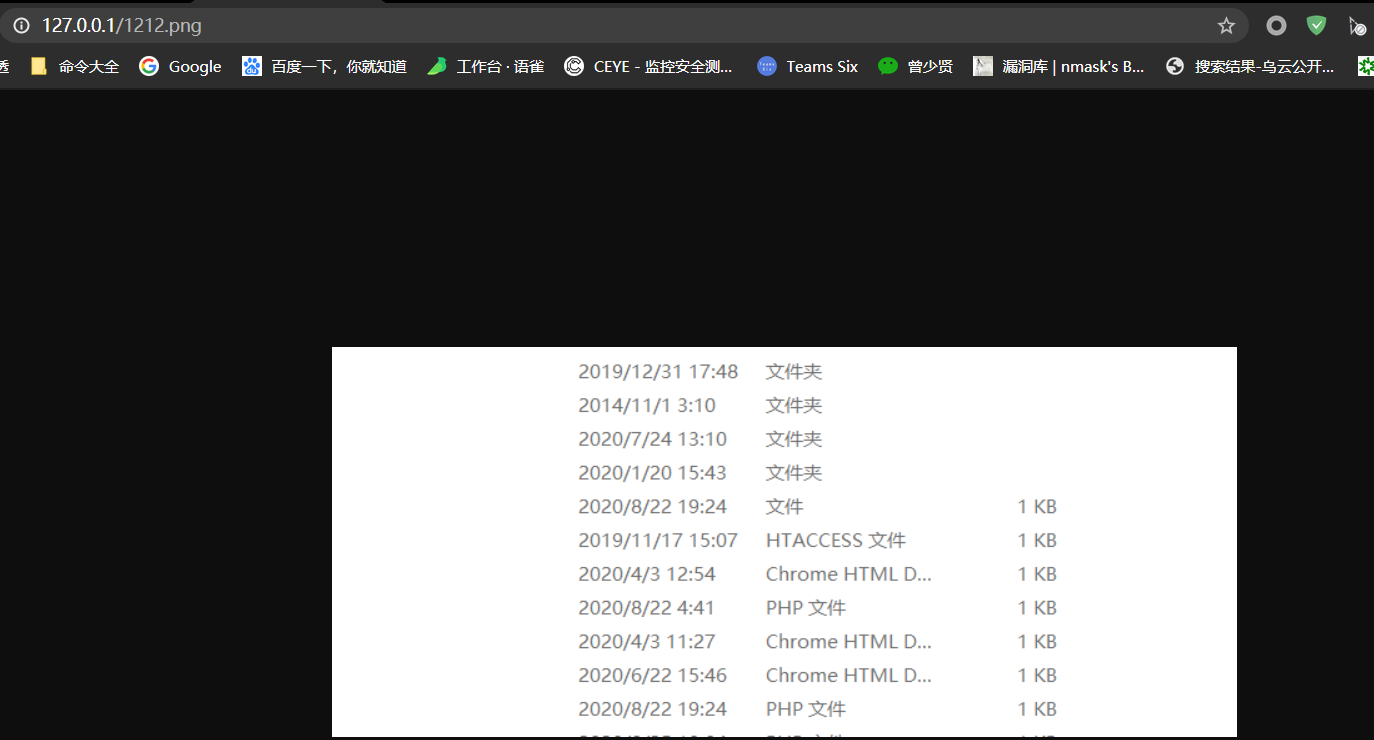 127.0.0.1/1212.png
透 命令大全 Google 百度一下，你就知道 工作台 · 语雀 CEYE - 监控安全测... Teams Six 曾少贤 漏洞库 | nmask's B... 搜索结果-乌云公开...
2019/12/31 17:48 文件夹
2014/11/1 3:10 文件夹
2020/7/24 13:10 文件夹
2020/1/20 15:43 文件夹
2020/8/22 19:24 文件 1 KB
2019/11/17 15:07 HTACCESS 文件 1 KB
2020/4/3 12:54 Chrome HTML D... 1 KB
2020/8/22 4:41 PHP 文件 1 KB
2020/4/3 11:27 Chrome HTML D... 1 KB
2020/6/22 15:46 Chrome HTML D... 1 KB
2020/8/22 19:24 PHP 文件 1 KB